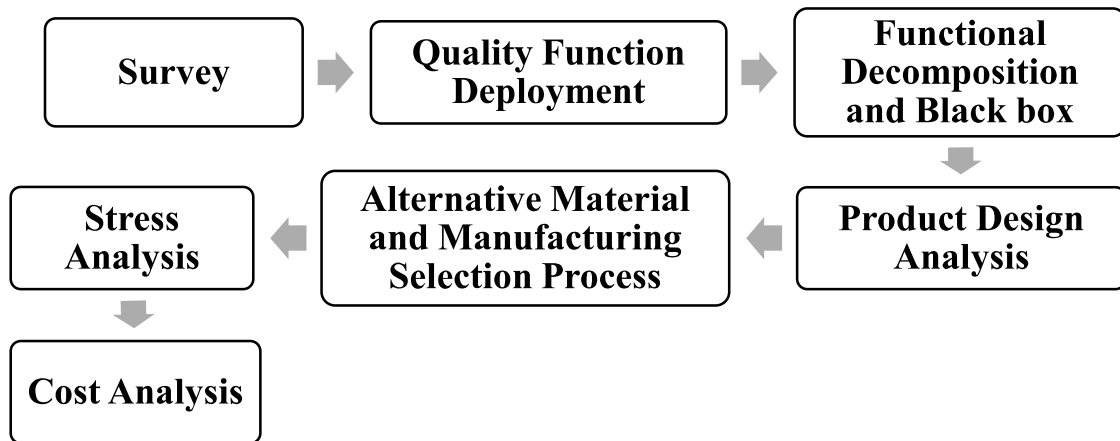 Survey
Quality Function
Deployment
Functional
Decomposition
and Black box
Product Design
Analysis
Alternative Material
and Manufacturing
Selection Process
Stress
Analysis
Cost Analysis